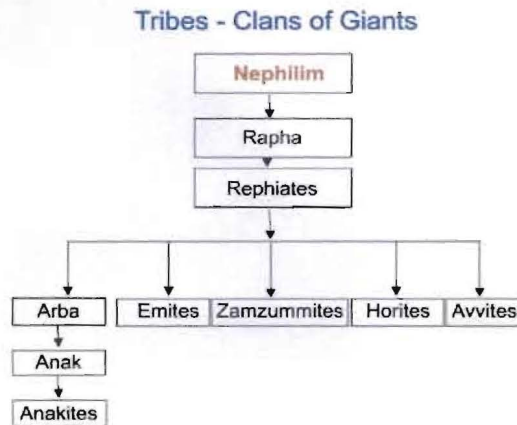 Tribes - Clans of Giants
Nephilim
Rapha
Rephiates
Arba Emites Zamzummites Horites Avvites
Anak
Anakites